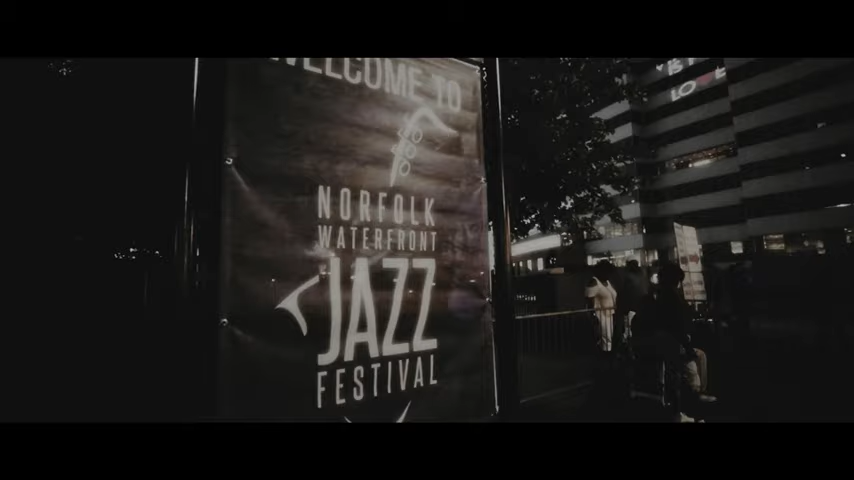 WELCOME TO
NORFOLK
WATERFRONT
JAZZ
FESTIVAL
LOVE